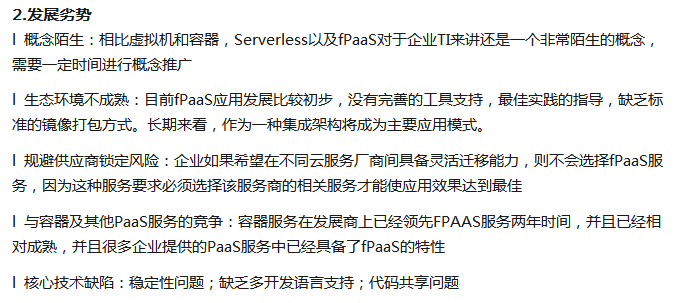 2.发展劣势
l 概念陌生：相比虚拟机和容器，Serverless以及fPaaS对于企业TI来讲还是一个非常陌生的概念，
需要一定时间进行概念推广
l 生态环境不成熟：目前fPaaS应用发展比较初步，没有完善的工具支持，最佳实践的指导，缺乏标
准的镜像打包方式。长期来看，作为一种集成架构将成为主要应用模式。
l 规避供应商锁定风险：企业如果希望在不同云服务厂商间具备灵活迁移能力，则不会选择fPaaS服
务，因为这种服务要求必须选择该服务商的相关服务才能使应用效果达到最佳
l 与容器及其他PaaS服务的竞争：容器服务在发展商上已经领先FPAAS服务两年时间，并且已经相
对成熟，并且很多企业提供的PaaS服务中已经具备了fPaaS的特性
l 核心技术缺陷：稳定性问题；缺乏多开发语言支持；代码共享问题